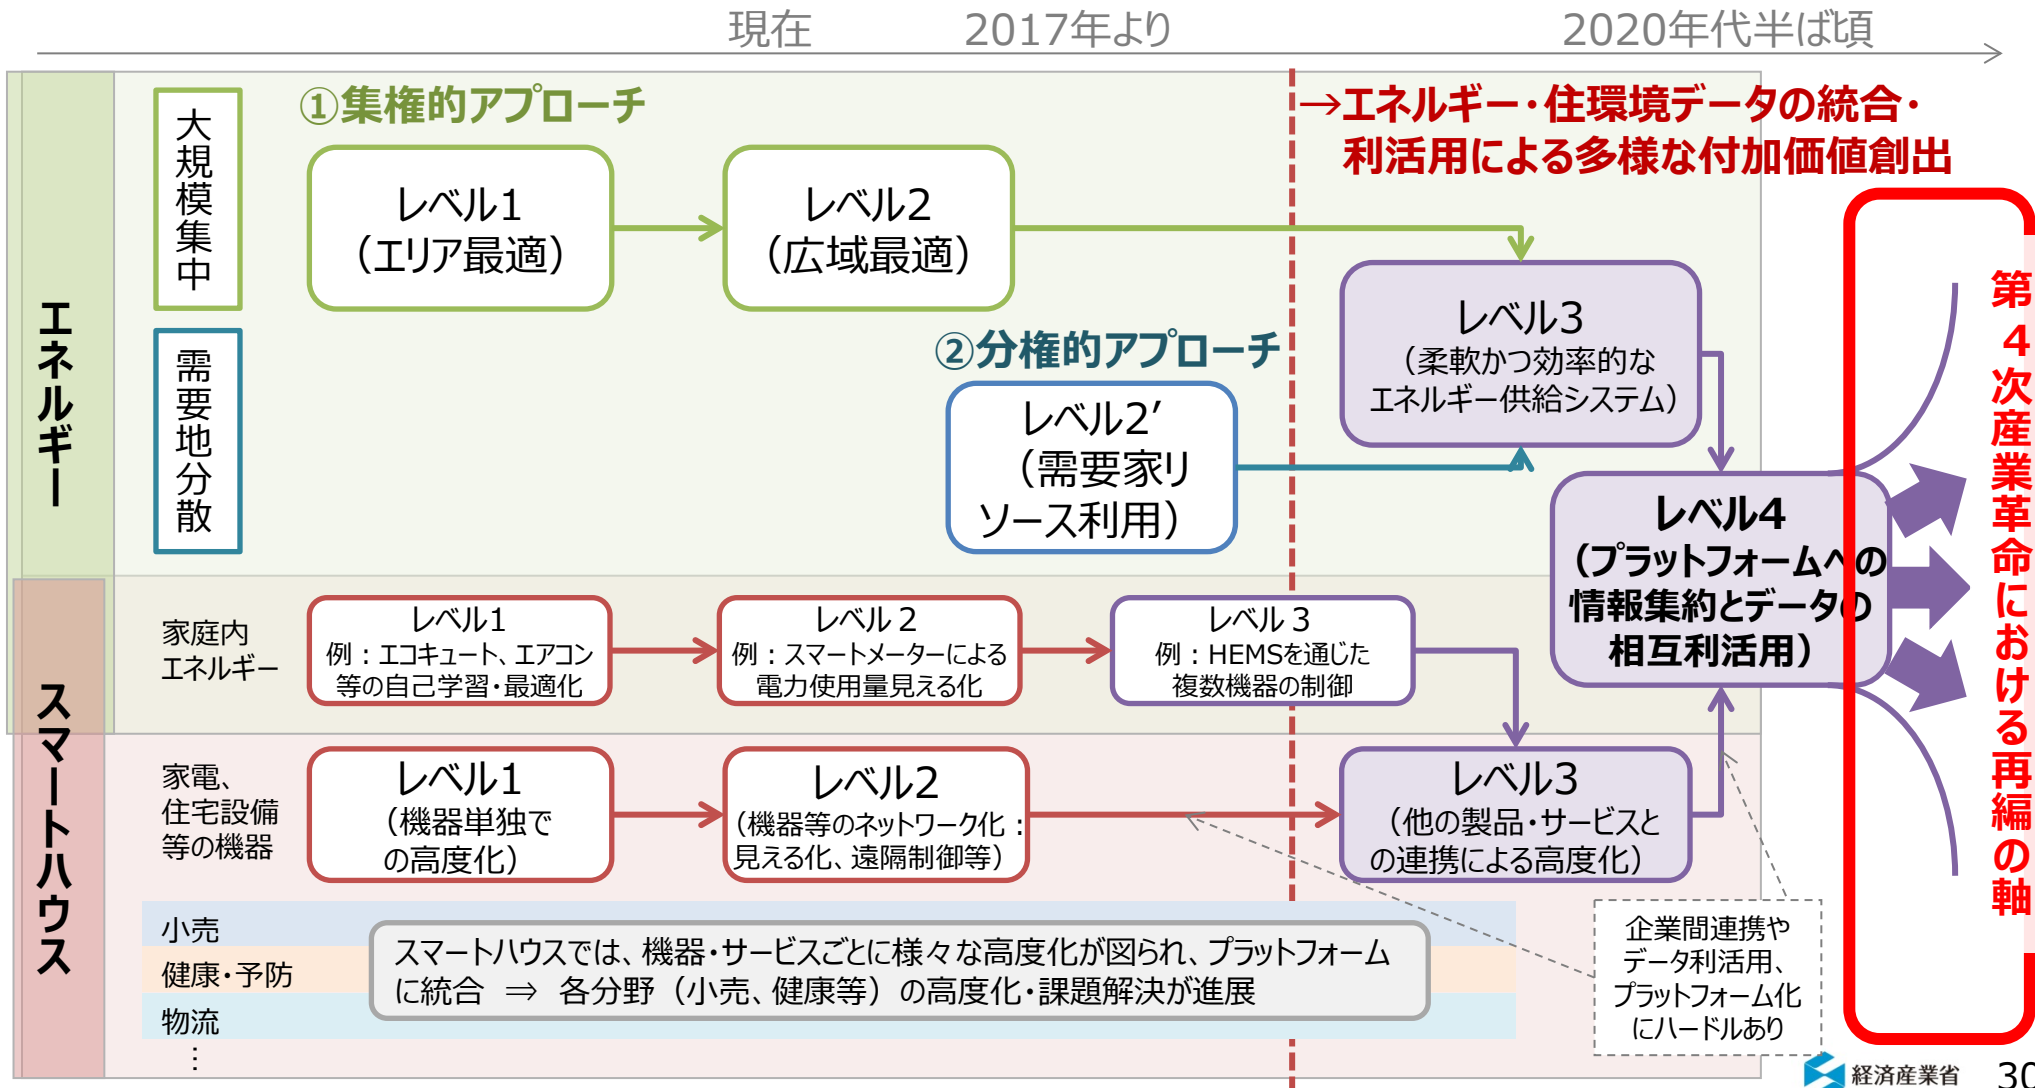 現在
2017年より
2020年代半ば頃
エネルギー
大規模集中
①集権的アプローチ
レベル1
（エリア最適）
レベル2
（広域最適）
→エネルギー・住環境データの統合・
利活用による多様な付加価値創出
需要地分散
②分権的アプローチ
レベル2′
（需要家リ
ソース利用）
レベル3
（柔軟かつ効率的な
エネルギー供給システム）
レベル4
（プラットフォームへの
情報集約とデータの
相互利活用）
第4次産業革命における再編の軸
スマートハウス
家庭内
エネルギー
レベル1
例：エコキュート、エアコン
等の自己学習・最適化
レベル２
例：スマートメーターによる
電力使用量見える化
レベル３
例：HEMSを通じた
複数機器の制御
家電、
住宅設備
等の機器
レベル1
（機器単独で
の高度化）
レベル2
（機器等のネットワーク化：
見える化、遠隔制御等）
レベル3
（他の製品・サービスと
の連携による高度化）
小売
健康・予防
物流
…
スマートハウスでは、機器・サービスごとに様々な高度化が図られ、プラットフォーム
に統合 ⇒ 各分野（小売、健康等）の高度化・課題解決が進展
企業間連携や
データ利活用、
プラットフォーム化
にハードルあり
経済産業省
30